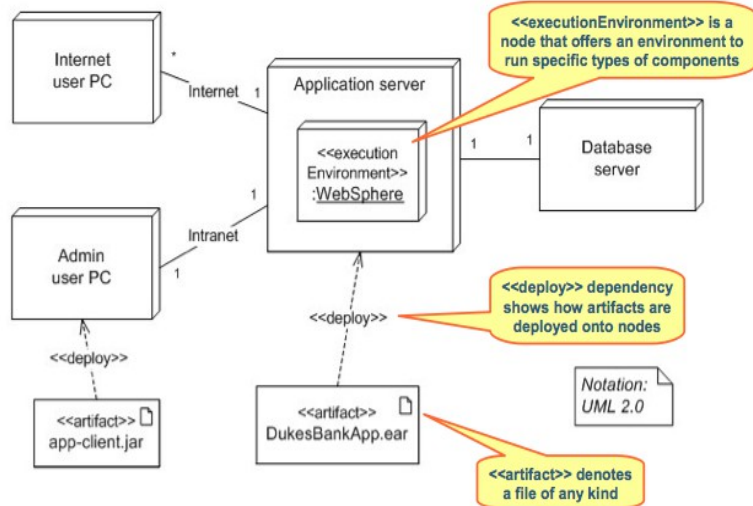 <<executionEnvironment>> is a
node that offers an environment to
run specific types of components
Internet
user PC
*
Internet
1
Application server
<<execution
Environment>>
:WebSphere
1
1
Database
server
1
Intranet
1
Admin
user PC
<<deploy>>
<<deploy>>
<<deploy>> dependency
shows how artifacts are
deployed onto nodes
<<artifact>>
app-client.jar
<<artifact>>
DukesBankApp.ear
Notation:
UML 2.0
<<artifact>> denotes
a file of any kind